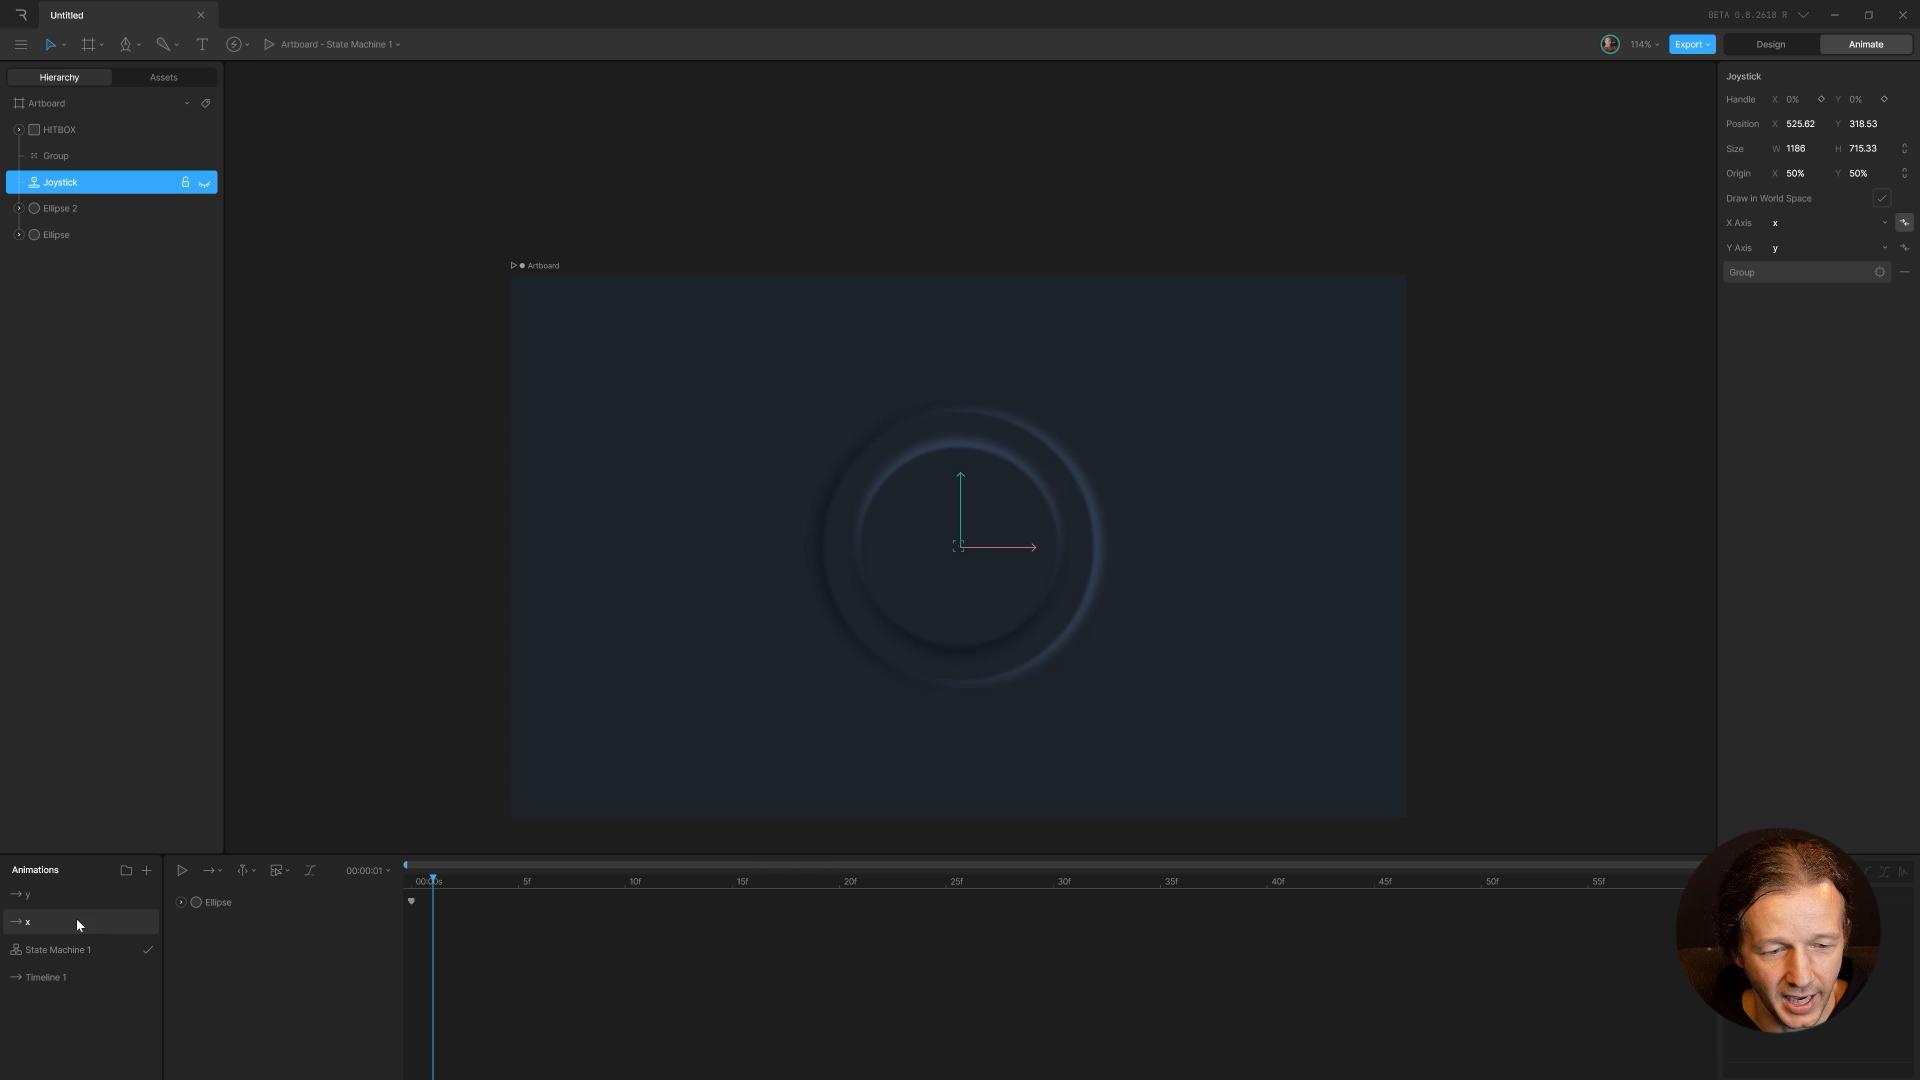 Untitled
BETA 0.8.2618 R
Artboard - State Machine 1
114%
Export
Design
Animate
Hierarchy
Assets
Artboard
HITBOX
Group
Joystick
Ellipse 2
Ellipse
Artboard
Joystick
Handle X 0% Y 0%
Position X 525.62 Y 318.53
Size W 1186 H 715.33
Origin X 50% Y 50%
Draw in World Space
X Axis x
Y Axis y
Group
Animations
y
x
State Machine 1
Timeline 1
00:00:01
Ellipse
5f 10f 15f 20f 25f 30f 35f 40f 45f 50f 55f